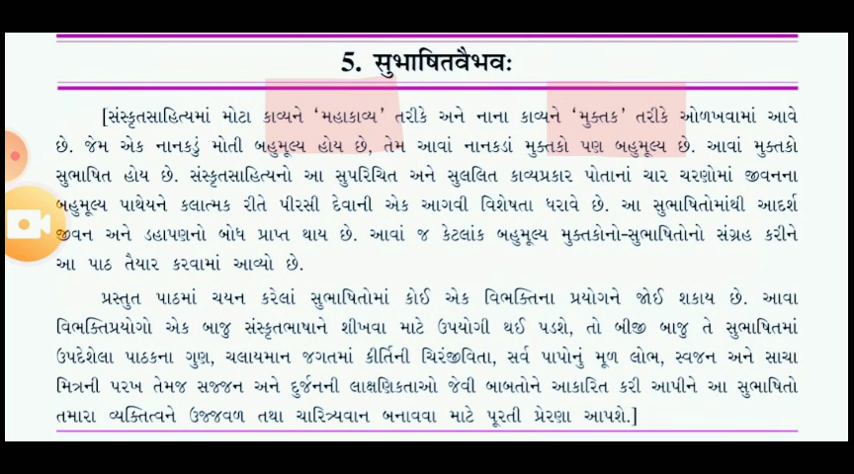 5. સુભાષિતવૈભવઃ
[સંસ્કૃતસાહિત્યમાં મોટા કાવ્યને ‘મહાકાવ્ય’ તરીકે અને નાના કાવ્યને ‘મુક્તક’ તરીકે ઓળખવામાં આવે
છે. જેમ એક નાનકડું મોતી બહુમૂલ્ય હોય છે, તેમ આવાં નાનકડાં મુક્તકો પણ બહુમૂલ્ય છે. આવાં મુક્તકો
સુભાષિત હોય છે. સંસ્કૃતસાહિત્યનો આ સુપરિચિત અને સુલલિત કાવ્યપ્રકાર પોતાનાં ચાર ચરણોમાં જીવનના
બહુમૂલ્ય પાથેયને કલાત્મક રીતે પીરસી દેવાની એક આગવી વિશેષતા ધરાવે છે. આ સુભાષિતોમાંથી આદર્શ
જીવન અને ડહાપણનો બોધ પ્રાપ્ત થાય છે. આવાં જ કેટલાંક બહુમૂલ્ય મુક્તકોનો-સુભાષિતોનો સંગ્રહ કરીને
આ પાઠ તૈયાર કરવામાં આવ્યો છે.
પ્રસ્તુત પાઠમાં ચયન કરેલાં સુભાષિતોમાં કોઈ એક વિભક્તિના પ્રયોગને જોઈ શકાય છે. આવા
વિભક્તિપ્રયોગો એક બાજુ સંસ્કૃતભાષાને શીખવા માટે ઉપયોગી થઈ પડશે, તો બીજી બાજુ તે સુભાષિતમાં
ઉપદેશેલા પાઠકના ગુણ, ચલાયમાન જગતમાં કીર્તિની ચિરંજીવિતા, સર્વ પાપોનું મૂળ લોભ, સ્વજન અને સાચા
મિત્રની પરખ તેમજ સજ્જન અને દુર્જનની લાક્ષણિકતાઓ જેવી બાબતોને આકારિત કરી આપીને આ સુભાષિતો
તમારા વ્યક્તિત્વને ઉજ્જવળ તથા ચારિત્ર્યવાન બનાવવા માટે પૂરતી પ્રેરણા આપશે.]